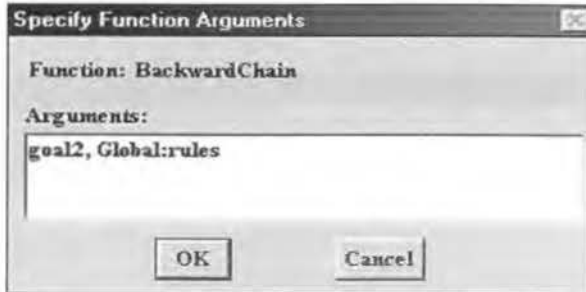 Specify Function Arguments
Function: BackwardChain
Arguments:
goal2, Global:rules
OK Cancel